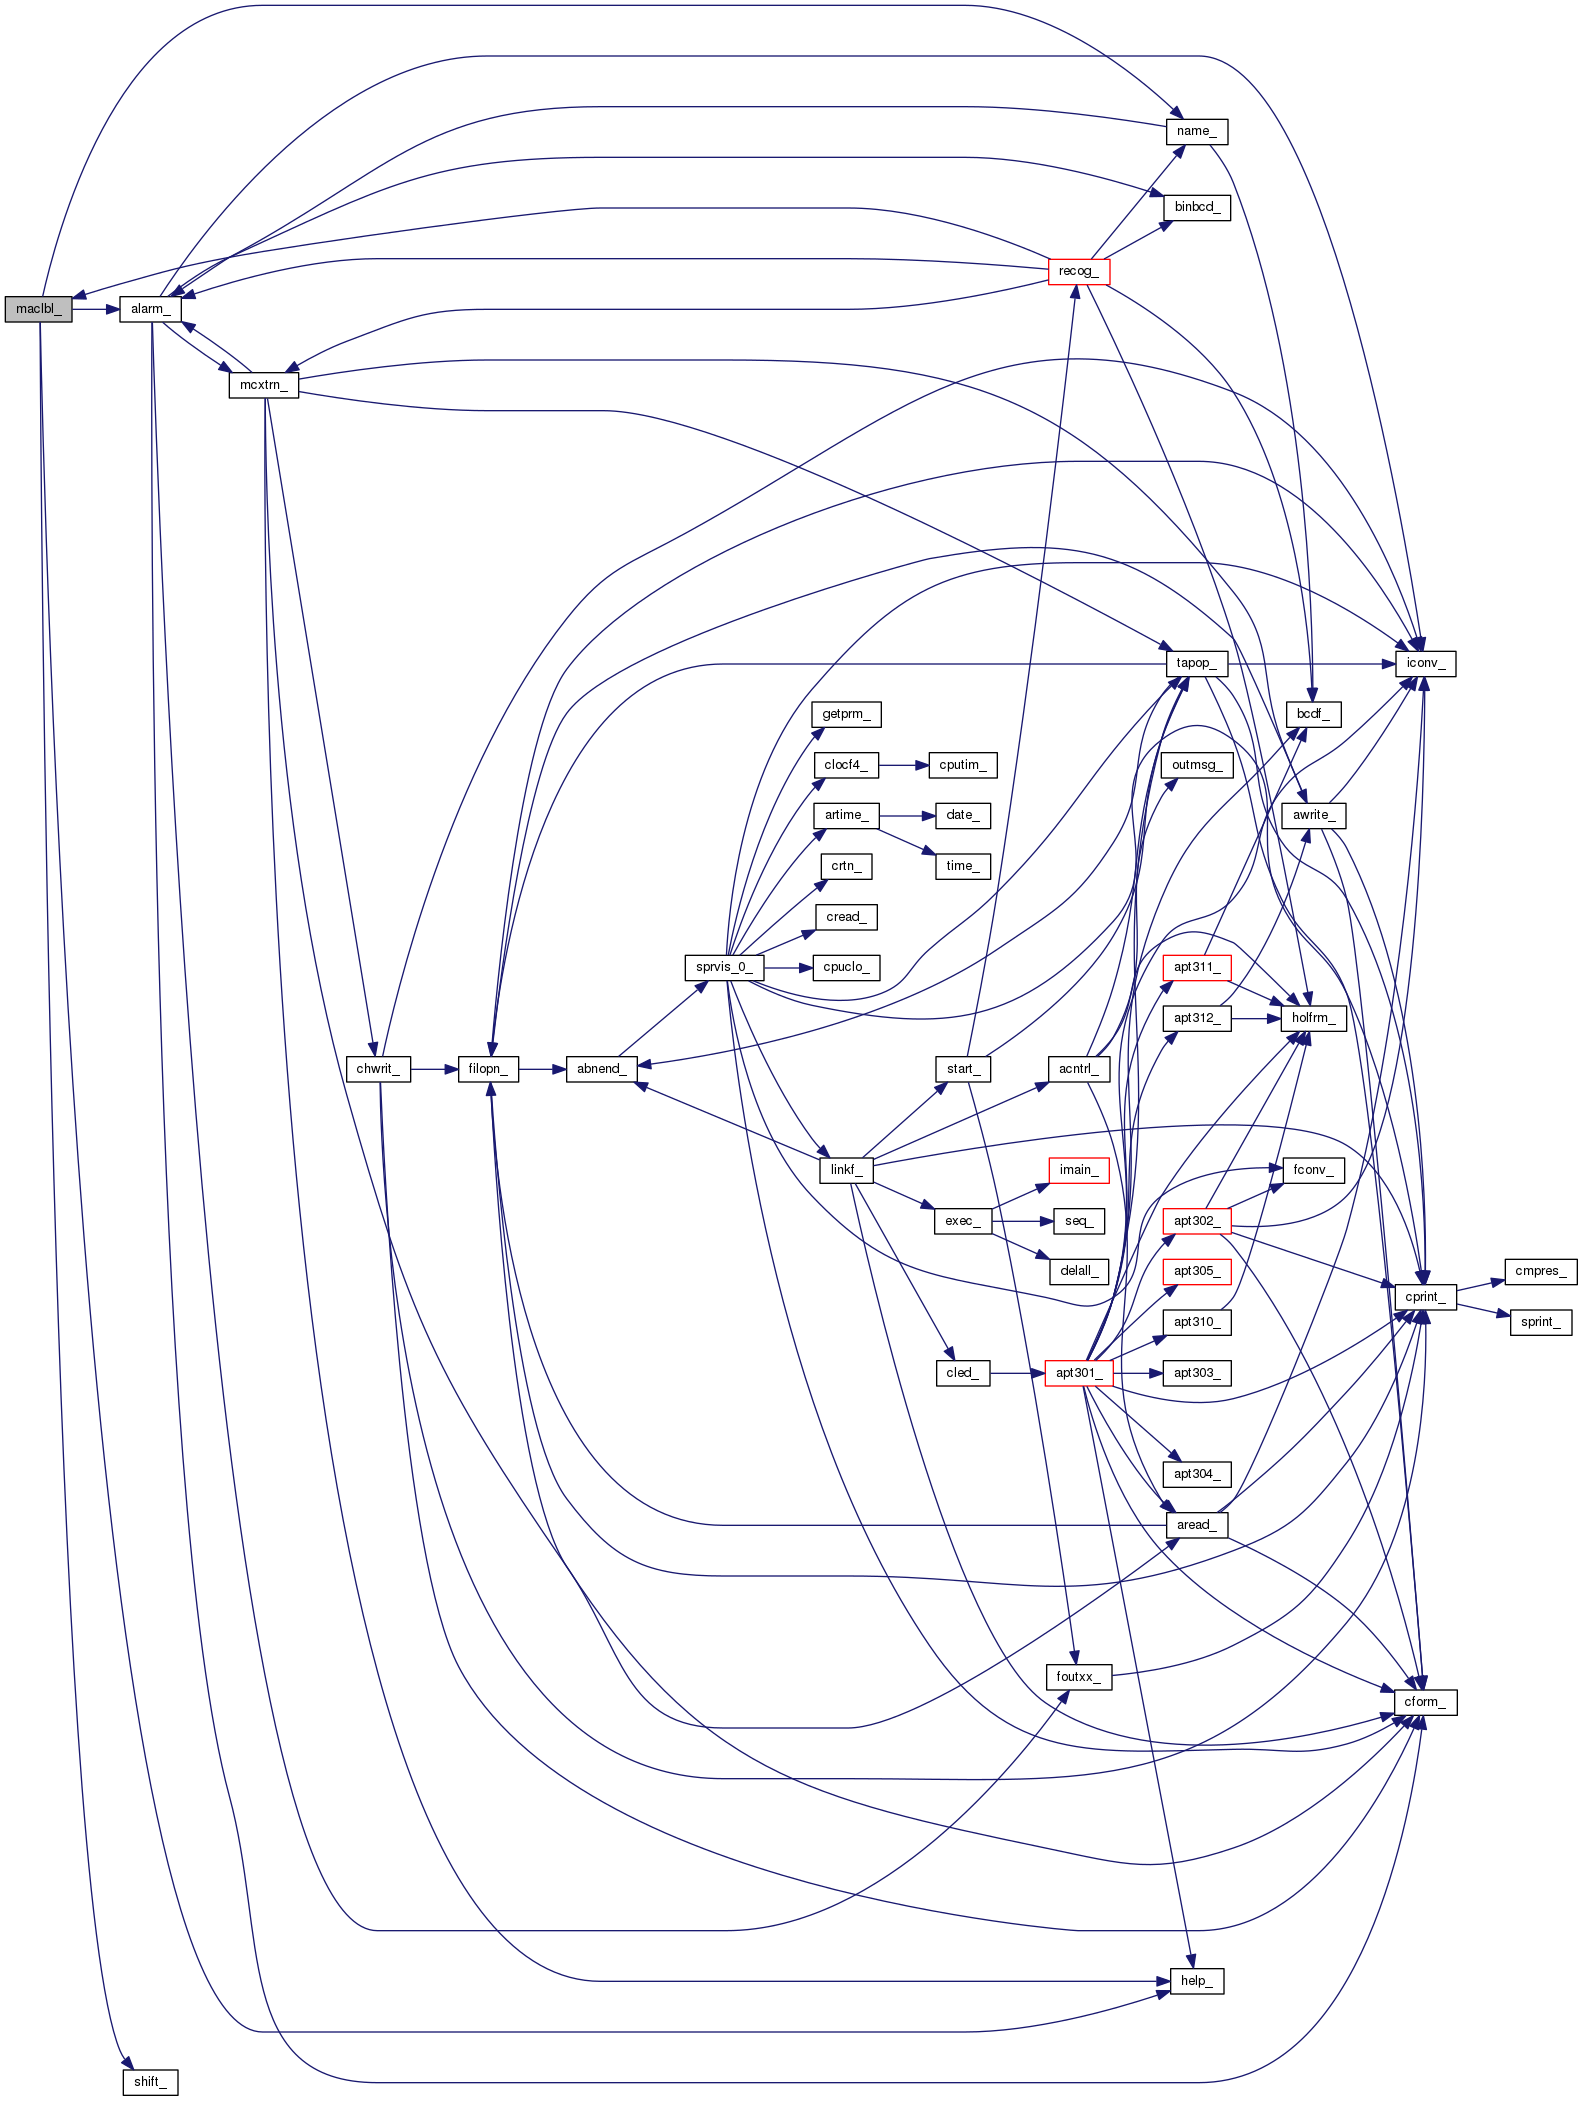 name_
binbcd_
recog_
maclbl_
alarm_
mcxtrn_
tapop_
iconv_
getprm_
bcdf_
clocf4_
cputim_
outmsg_
artime_
date_
awrite_
crtn_
time_
cread_
sprvis_0_
cpuclo_
apt311_
apt312_
holfrm_
chwrit_
filopn_
abnend_
start_
acntrl_
linkf_
imain_
fconv_
exec_
seq_
apt302_
delall_
apt305_
cmpres_
cprint_
apt310_
sprint_
cled_
apt301_
apt303_
apt304_
aread_
foutxx_
cform_
help_
shift_